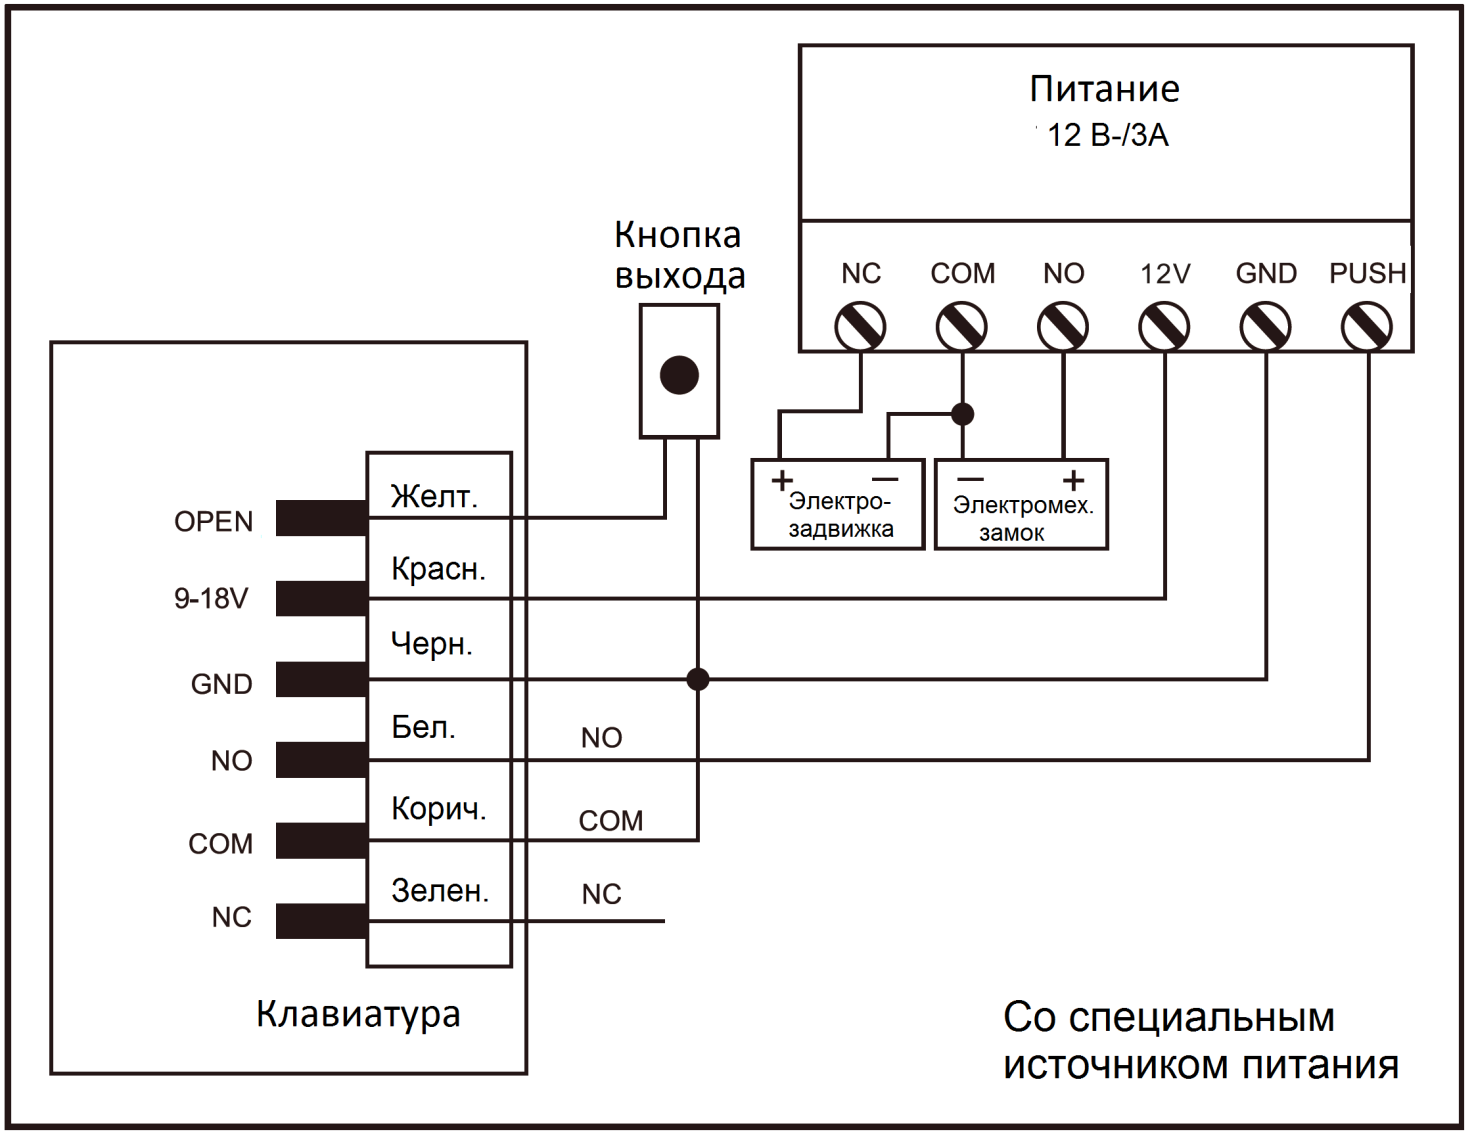 Питание
12 В-/3А
Кнопка
выхода
NC COM NO 12V GND PUSH
+ — — +
Электро-
задвижка
Электромех.
замок
OPEN Желт.
9-18V Красн.
GND Черн.
NO Бел. NO
COM Корич. COM
NC Зелен. NC
Клавиатура
Со специальным
источником питания